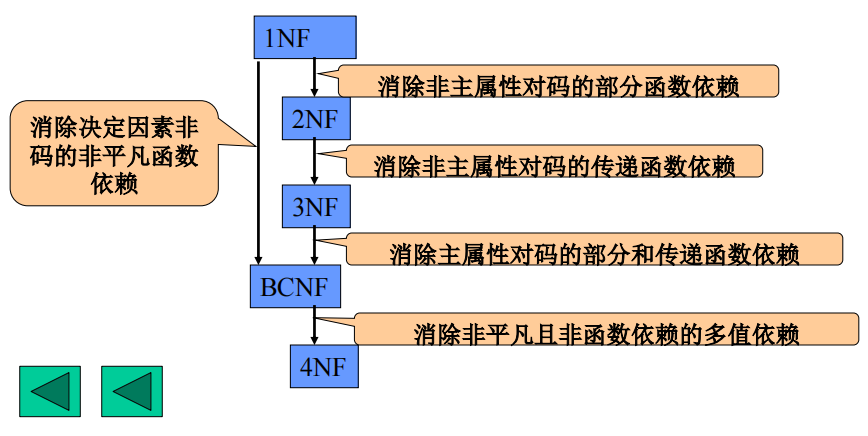 1NF
消除非主属性对码的部分函数依赖
消除决定因素非
码的非平凡函数
依赖
2NF
消除非主属性对码的传递函数依赖
3NF
消除主属性对码的部分和传递函数依赖
BCNF
消除非平凡且非函数依赖的多值依赖
4NF